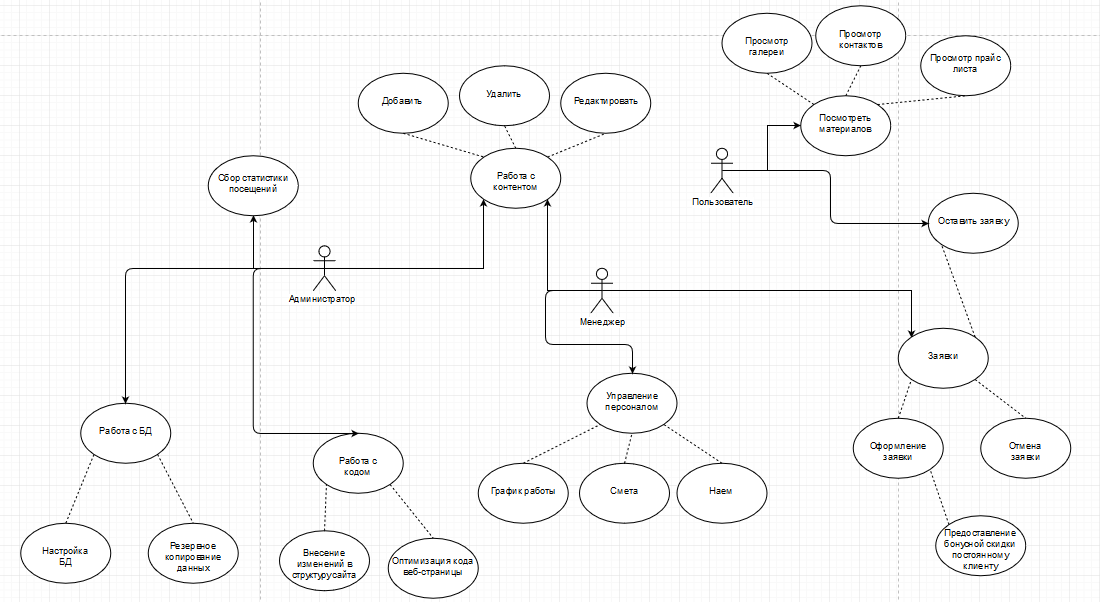 Просмотр
галереи
Просмотр
контактов
Просмотр прайс
листа
Добавить
Удалить
Редактировать
Посмотреть
материалов
Работа с
контентом
Сбор статистики
посещений
Пользователь
Оставить заявку
Администратор
Менеджер
Заявки
Управление
персоналом
Работа с БД
Работа с
кодом
Оформление
заявки
Отмена
заявки
График работы
Смета
Наем
Настройка
БД
Резервное
копирование
данных
Внесение
изменений в
структуру сайта
Оптимизация кода
веб-страницы
Предоставление
бонусной скидки
постоянному
клиенту